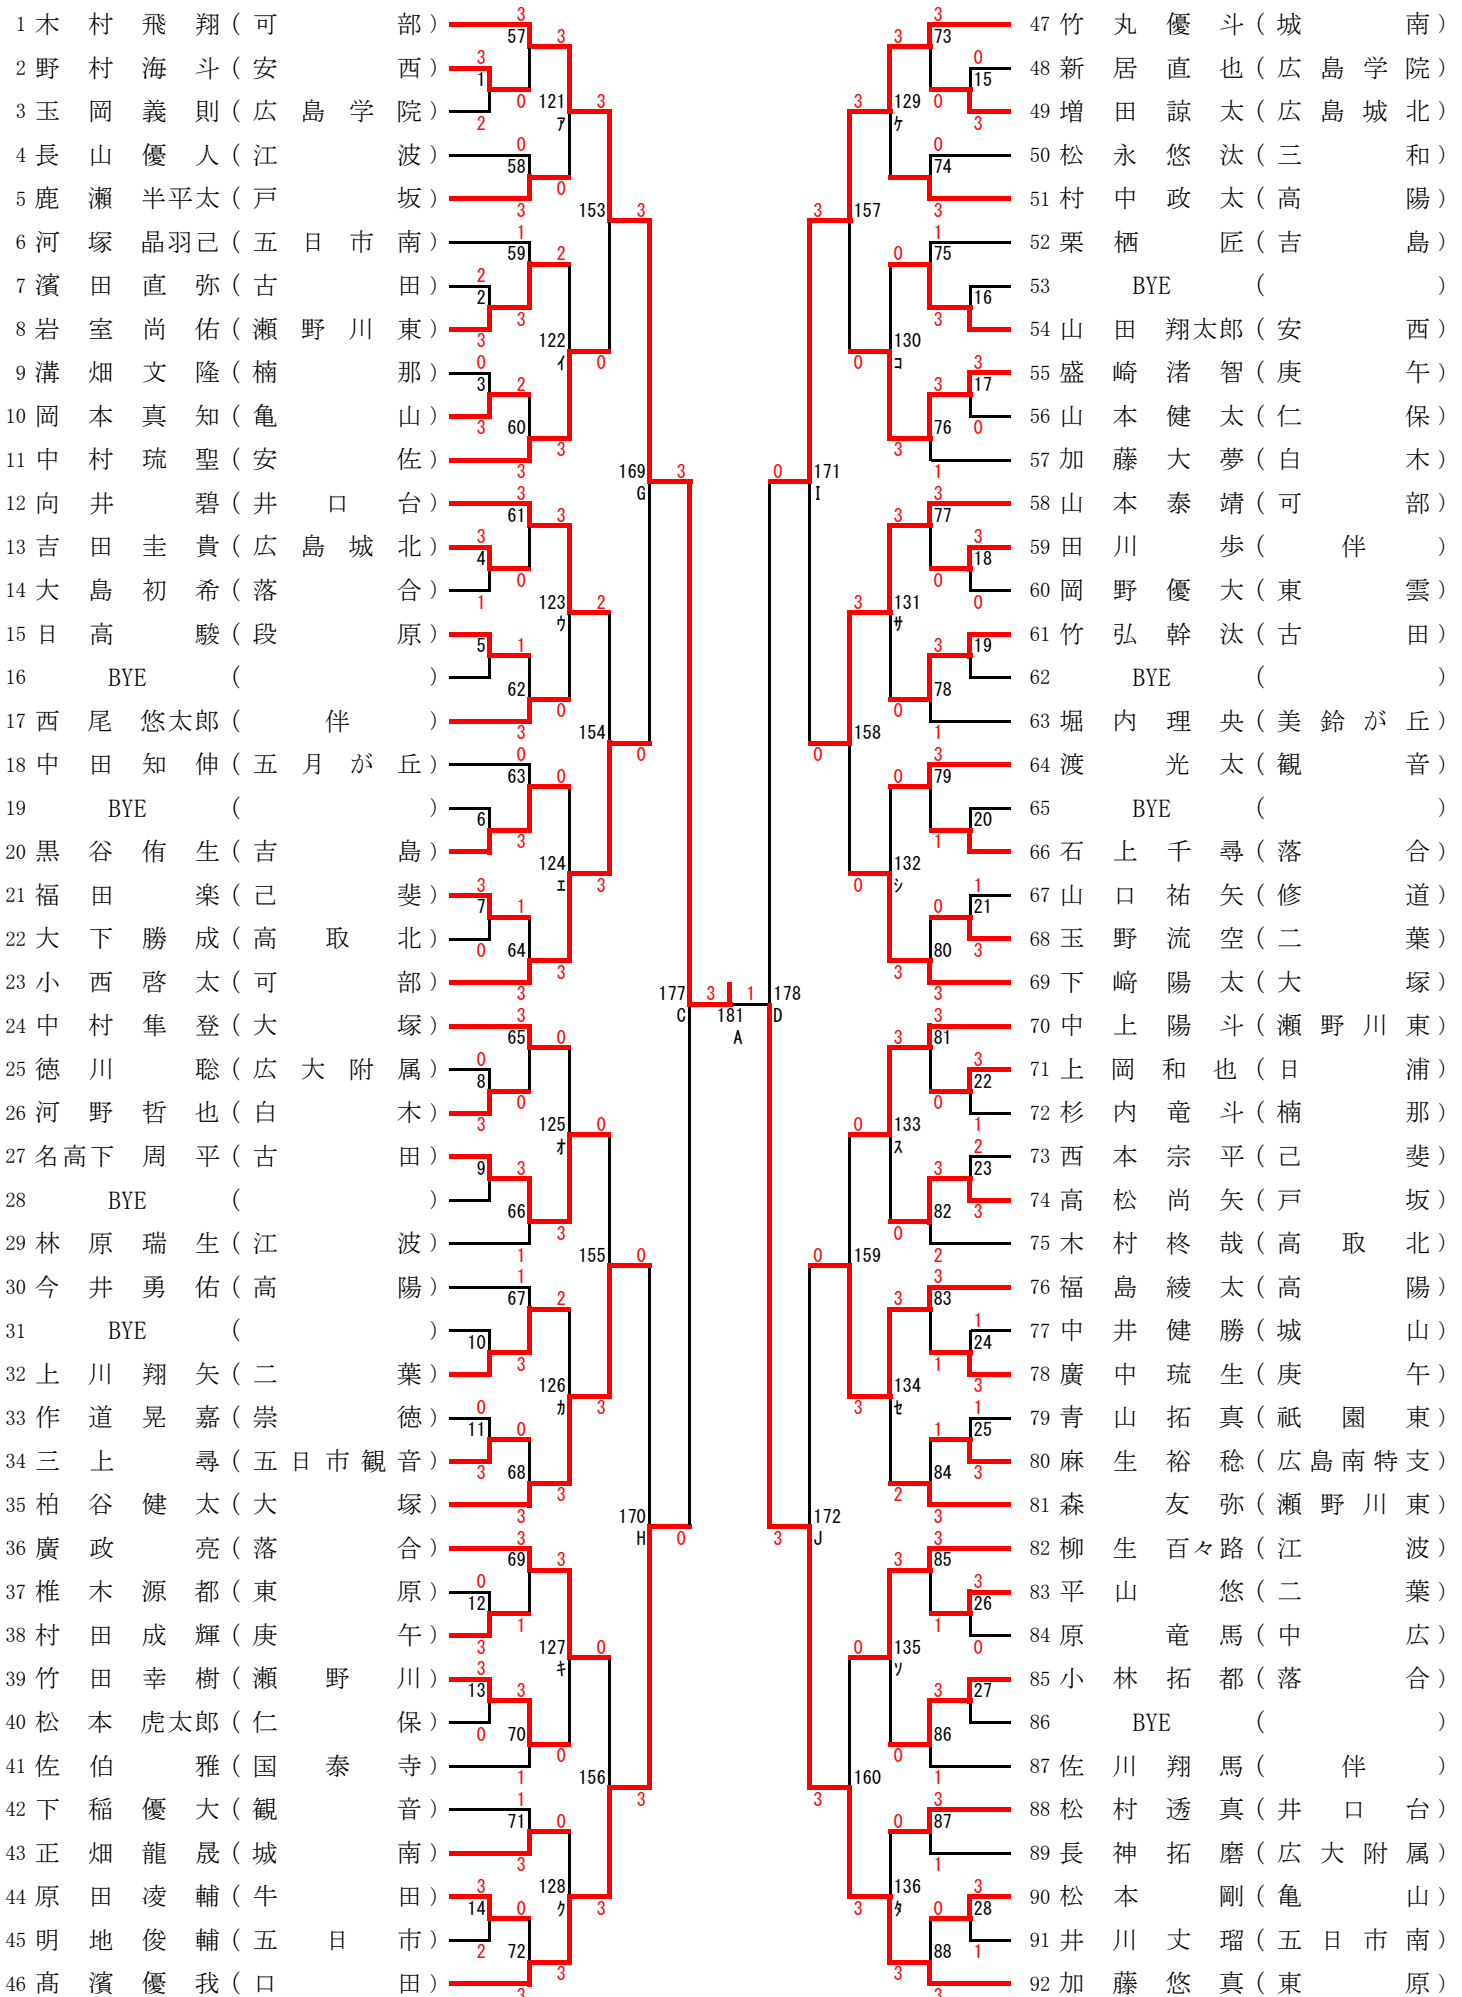 1 木村飛翔 (可部)
2 野村海斗 (安西)
3 玉岡義則 (広島学院)
4 長山優人 (江波)
5 鹿瀬半平太 (戸坂)
6 河塚晶羽己 (五日市南)
7 濱田直弥 (古田)
8 岩室尚佑 (瀬野川東)
9 溝畑文隆 (楠那)
10 岡本真知 (亀山)
11 中村琉聖 (安佐)
12 向井碧 (井口台)
13 吉田圭貴 (広島城北)
14 大島初希 (落合)
15 日高駿 (段原)
16 BYE ( )
17 西尾悠太郎 (伴)
18 中田知伸 (五月が丘)
19 BYE ( )
20 黒谷侑生 (吉島)
21 福田楽 (己斐)
22 大下勝成 (高取北)
23 小西啓太 (可部)
24 中村隼登 (大塚)
25 徳川聡 (広大附属)
26 河野哲也 (白木)
27 名高下周平 (古田)
28 BYE ( )
29 林原瑞生 (江波)
30 今井勇佑 (高陽)
31 BYE ( )
32 上川翔矢 (二葉)
33 作道晃嘉 (崇徳)
34 三上尋 (五日市観音)
35 柏谷健太 (大塚)
36 廣政亮 (落合)
37 椎木源都 (東原)
38 村田成輝 (庚午)
39 竹田幸樹 (瀬野川)
40 松本虎太郎 (仁保)
41 佐伯雅 (国泰寺)
42 下稲優大 (観音)
43 正畑龍晟 (城南)
44 原田凌輔 (牛田)
45 明地俊輔 (五日市)
46 髙濱優我 (口田)
47 竹丸優斗 (城南)
48 新居直也 (広島学院)
49 増田諒太 (広島城北)
50 松永悠汰 (三和)
51 村中政太 (高陽)
52 栗栖匠 (吉島)
53 BYE ( )
54 山田翔太郎 (安西)
55 盛崎渚智 (庚午)
56 山本健太 (仁保)
57 加藤大夢 (白木)
58 山本泰靖 (可部)
59 田川歩 (伴)
60 岡野優大 (東雲)
61 竹弘幹汰 (古田)
62 BYE ( )
63 堀内理央 (美鈴が丘)
64 渡光太 (観音)
65 BYE ( )
66 石上千尋 (落合)
67 山口祐矢 (修道)
68 玉野流空 (二葉)
69 下﨑陽太 (大塚)
70 中上陽斗 (瀬野川東)
71 上岡和也 (日浦)
72 杉内竜斗 (楠那)
73 西本宗平 (己斐)
74 高松尚矢 (戸坂)
75 木村柊哉 (高取北)
76 福島綾太 (高陽)
77 中井健勝 (城山)
78 廣中琉生 (庚午)
79 青山拓真 (祇園東)
80 麻生裕稔 (広島南特支)
81 森友弥 (瀬野川東)
82 柳生百々路 (江波)
83 平山悠 (二葉)
84 原竜馬 (中広)
85 小林拓都 (落合)
86 BYE ( )
87 佐川翔馬 (伴)
88 松村透真 (井口台)
89 長神拓磨 (広大附属)
90 松本剛 (亀山)
91 井川丈瑠 (五日市南)
92 加藤悠真 (東原)